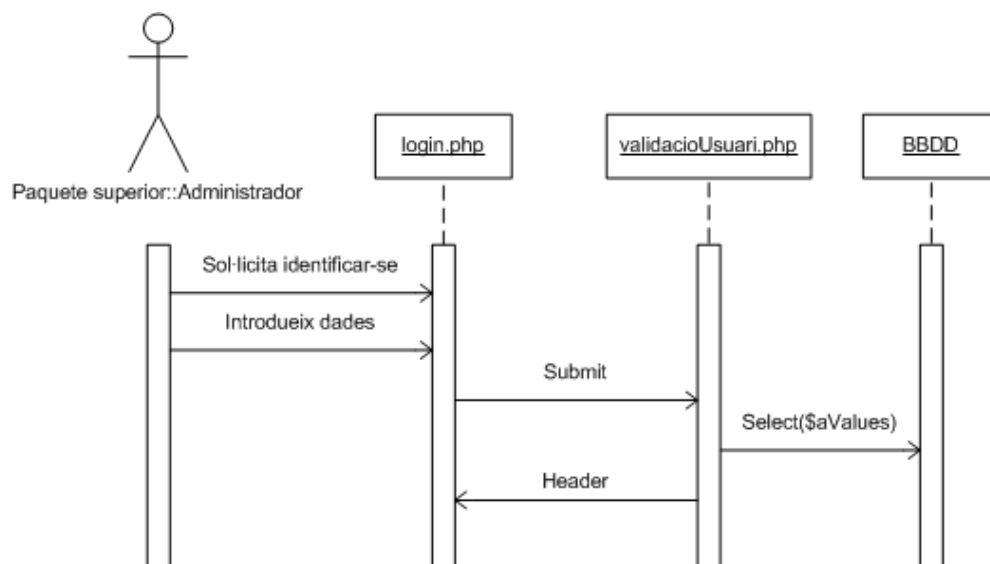 login.php
validacioUsuari.php
BBDD
Paquete superior::Administrador
Sol·licita identificar-se
Introdueix dades
Submit
Select($aValues)
Header